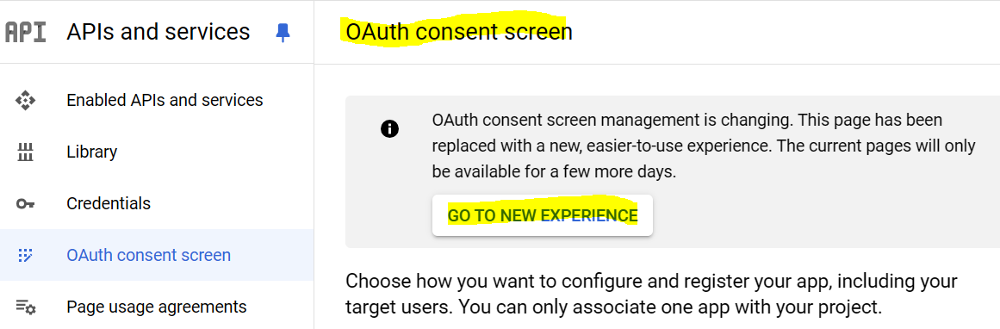 API APIs and services
Enabled APIs and services
Library
Credentials
OAuth consent screen
Page usage agreements
OAuth consent screen
OAuth consent screen management is changing. This page has been
replaced with a new, easier-to-use experience. The current pages will only
be available for a few more days.
GO TO NEW EXPERIENCE
Choose how you want to configure and register your app, including your
target users. You can only associate one app with your project.